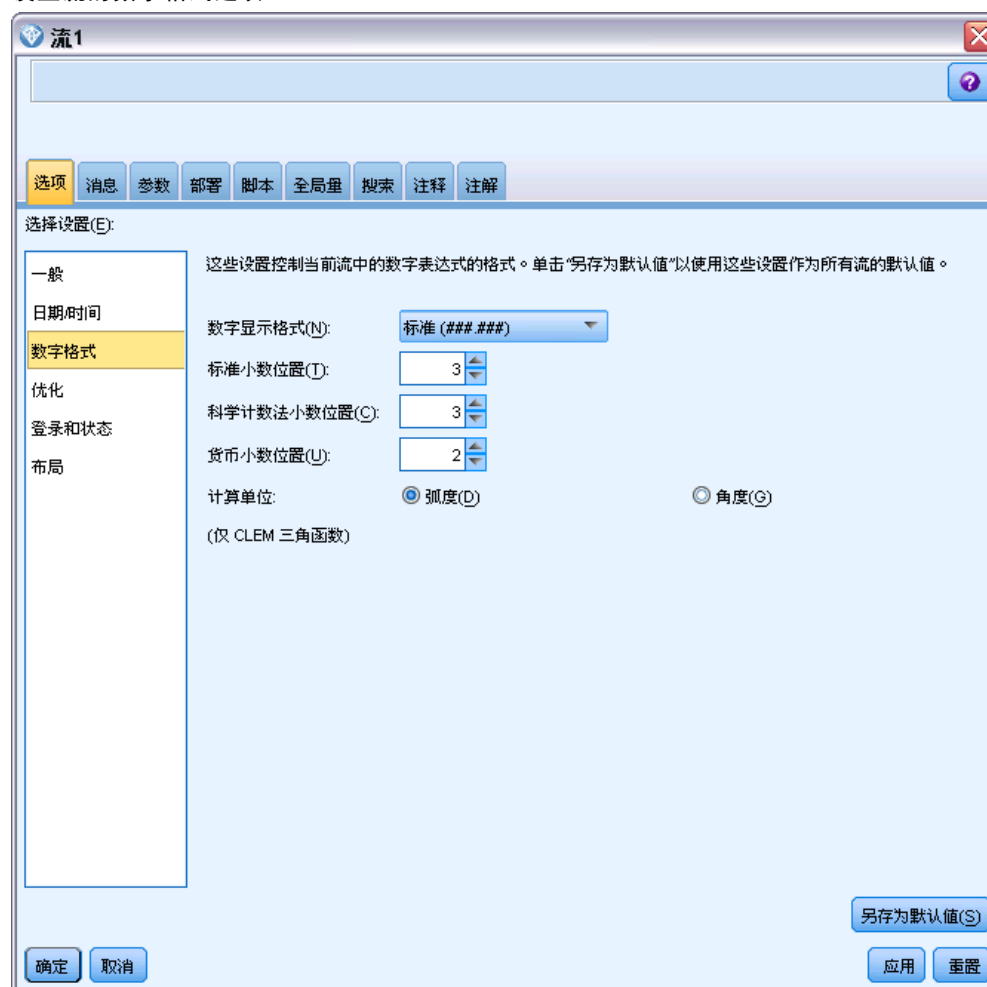 流1
选项 消息 参数 部署 脚本 全局量 搜索 注释 注解
选择设置(E):
一般
日期/时间
数字格式
优化
登录和状态
布局
这些设置控制当前流中的数字表达式的格式。单击“另存为默认值”以使用这些设置作为所有流的默认值。
数字显示格式(N): 标准 (###.###)
标准小数位置(T): 3
科学计数法小数位置(C): 3
货币小数位置(U): 2
计算单位: 弧度(D) 角度(G)
(仅 CLEM 三角函数)
另存为默认值(S)
确定 取消 应用 重置